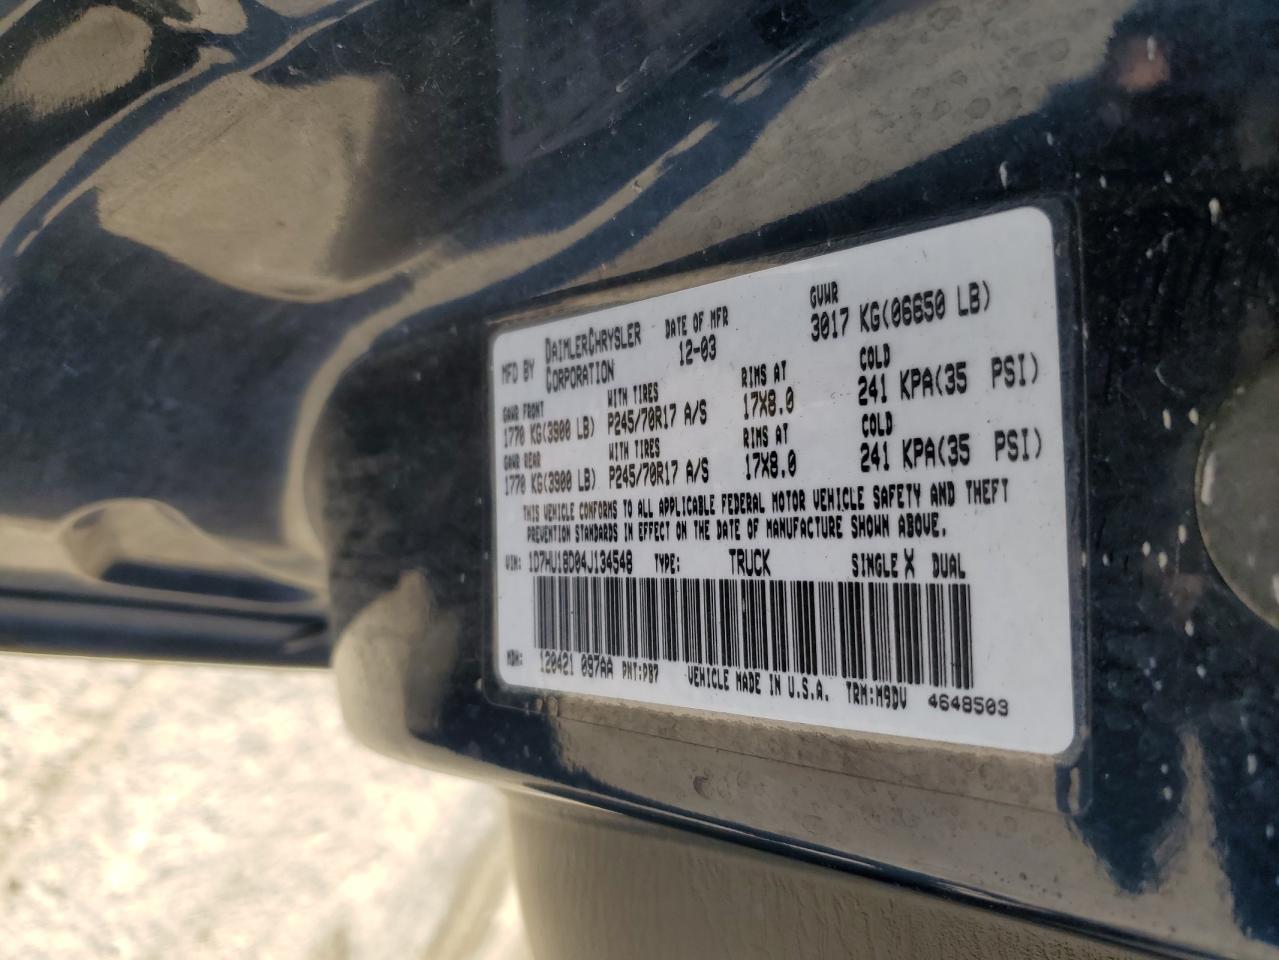 MFD BY DAIMLERCHRYSLER CORPORATION DATE OF MFR 12-03 GVWR 3017 KG(06650 LB)
GAWR FRONT WITH TIRES RIMS AT COLD
1770 KG(3900 LB) P245/70R17 A/S 17X8.0 241 KPA(35 PSI)
GAWR REAR WITH TIRES RIMS AT COLD
1770 KG(3900 LB) P245/70R17 A/S 17X8.0 241 KPA(35 PSI)
THIS VEHICLE CONFORMS TO ALL APPLICABLE FEDERAL MOTOR VEHICLE SAFETY AND THEFT
PREVENTION STANDARDS IN EFFECT ON THE DATE OF MANUFACTURE SHOWN ABOVE.
VIN: 1D7HU18D04J134548 TYPE: TRUCK SINGLE X DUAL
MDH: 120421 097AA PNT:PB7 VEHICLE MADE IN U.S.A. TRM:M9DV 4648503